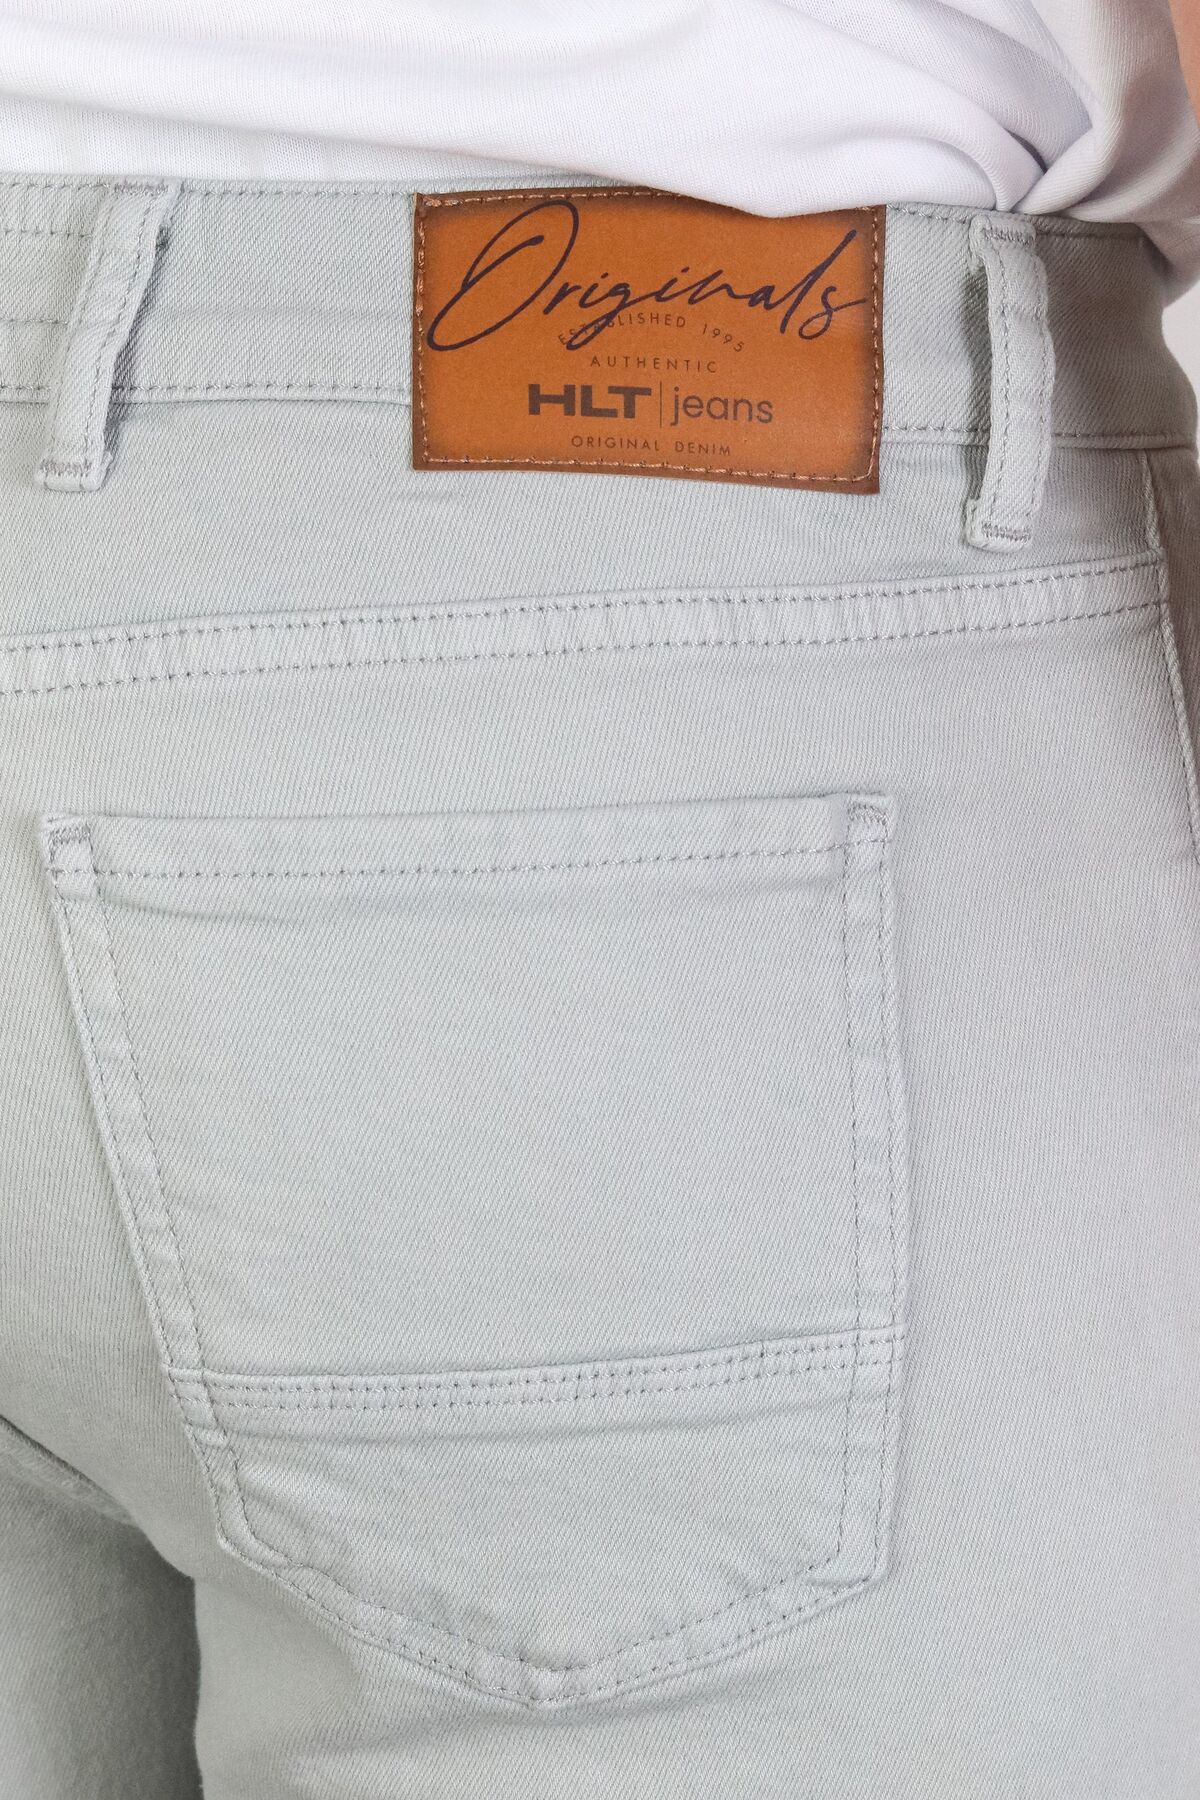 Originals
ESTABLISHED 1995
AUTHENTIC
HLT|jeans
ORIGINAL DENIM